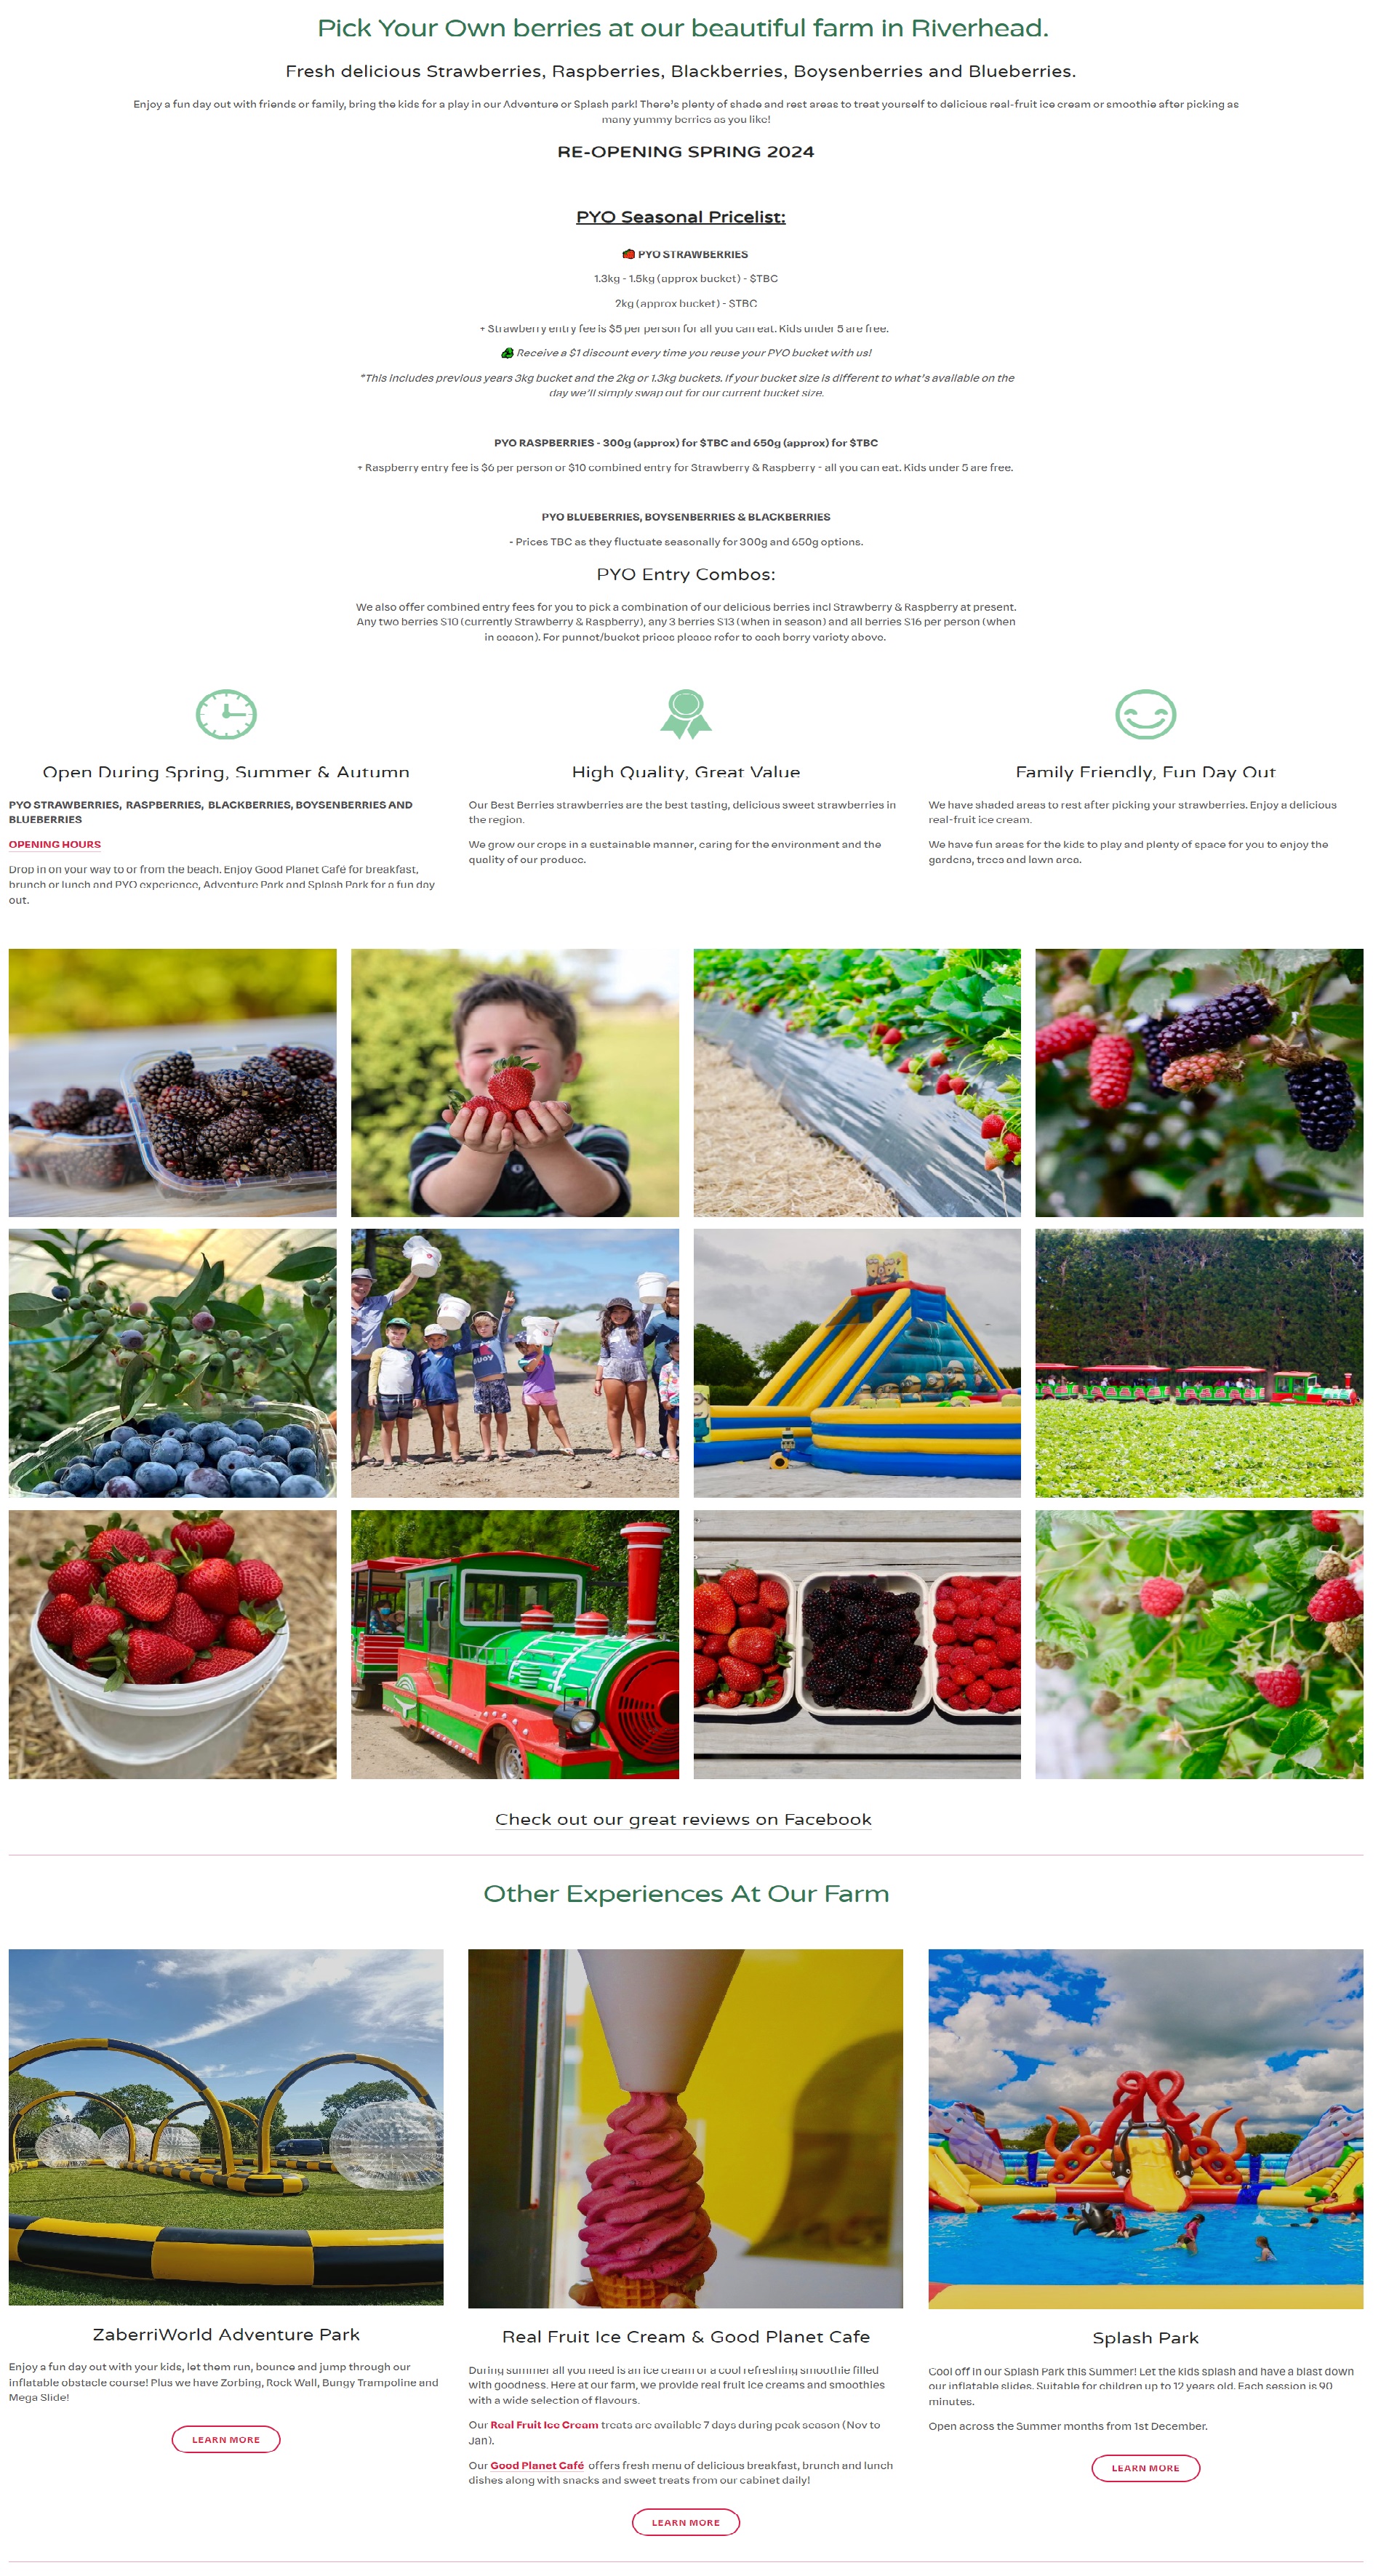 Pick Your Own berries at our beautiful farm in Riverhead.
Fresh delicious Strawberries, Raspberries, Blackberries, Boysenberries and Blueberries.
Enjoy a fun day out with friends or family, bring the kids for a play in our Adventure or Splash park! There's plenty of shade and rest areas to treat yourself to delicious real-fruit ice cream or smoothie after picking as
many yummy berries as you like!
RE-OPENING SPRING 2024
PYO Seasonal Pricelist:
PYO STRAWBERRIES
1.3kg - 1.5kg (approx bucket) - $TBC
2kg (approx bucket) - $TBC
+ Strawberry entry fee is $5 per person for all you can eat. Kids under 5 are free.
Receive a $1 discount every time you reuse your PYO bucket with us!
*This includes previous years 3kg bucket and the 2kg or 1.3kg buckets. If your bucket size is different to what's available on the
day we'll simply swap out for our current bucket size.
PYO RASPBERRIES - 300g (approx) for $TBC and 650g (approx) for $TBC
+ Raspberry entry fee is $6 per person or $10 combined entry for Strawberry & Raspberry - all you can eat. Kids under 5 are free.
PYO BLUEBERRIES, BOYSENBERRIES & BLACKBERRIES
- Prices TBC as they fluctuate seasonally for 300g and 650g options.
PYO Entry Combos:
We also offer combined entry fees for you to pick a combination of our delicious berries incl Strawberry & Raspberry at present.
Any two berries $10 (currently Strawberry & Raspberry), any 3 berries $13 (when in season) and all berries $16 per person (when
in season). For punnet/bucket prices please refer to each berry variety above.
Open During Spring, Summer & Autumn
PYO STRAWBERRIES, RASPBERRIES, BLACKBERRIES, BOYSENBERRIES AND
BLUEBERRIES
OPENING HOURS
Drop in on your way to or from the beach. Enjoy Good Planet Café for breakfast,
brunch or lunch and PYO experience, Adventure Park and Splash Park for a fun day
out.
High Quality, Great Value
Our Best Berries strawberries are the best tasting, delicious sweet strawberries in
the region.
We grow our crops in a sustainable manner, caring for the environment and the
quality of our produce.
Family Friendly, Fun Day Out
We have shaded areas to rest after picking your strawberries. Enjoy a delicious
real-fruit ice cream.
We have fun areas for the kids to play and plenty of space for you to enjoy the
gardens, trees and lawn area.
Check out our great reviews on Facebook
Other Experiences At Our Farm
ZaberriWorld Adventure Park
Enjoy a fun day out with your kids, let them run, bounce and jump through our
inflatable obstacle course! Plus we have Zorbing, Rock Wall, Bungy Trampoline and
Mega Slide!
LEARN MORE
Real Fruit Ice Cream & Good Planet Cafe
During summer all you need is an ice cream or a cool refreshing smoothie filled
with goodness. Here at our farm, we provide real fruit ice creams and smoothies
with a wide selection of flavours.
Our Real Fruit Ice Cream treats are available 7 days during peak season (Nov to
Jan).
Our Good Planet Café offers fresh menu of delicious breakfast, brunch and lunch
dishes along with snacks and sweet treats from our cabinet daily!
LEARN MORE
Splash Park
Cool off in our Splash Park this Summer! Let the kids splash and have a blast down
our inflatable slides. Suitable for children up to 12 years old. Each session is 90
minutes.
Open across the Summer months from 1st December.
LEARN MORE